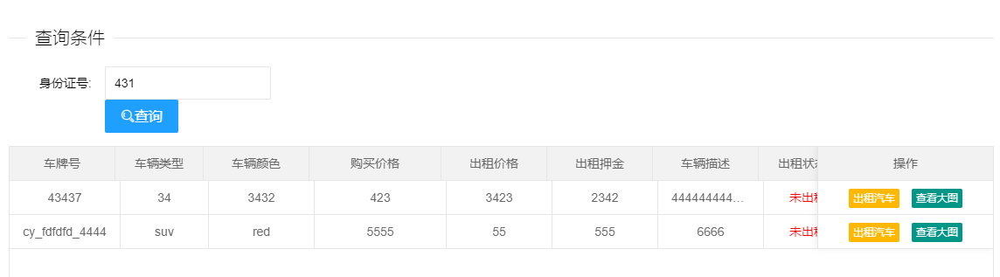 查询条件
身份证号: 431
查询
车牌号 车辆类型 车辆颜色 购买价格 出租价格 出租押金 车辆描述 出租状 操作
43437 34 3432 423 3423 2342 444444444... 未出 出租汽车 查看大图
cy_fdfdfd_4444 suv red 5555 55 555 6666 未出 出租汽车 查看大图